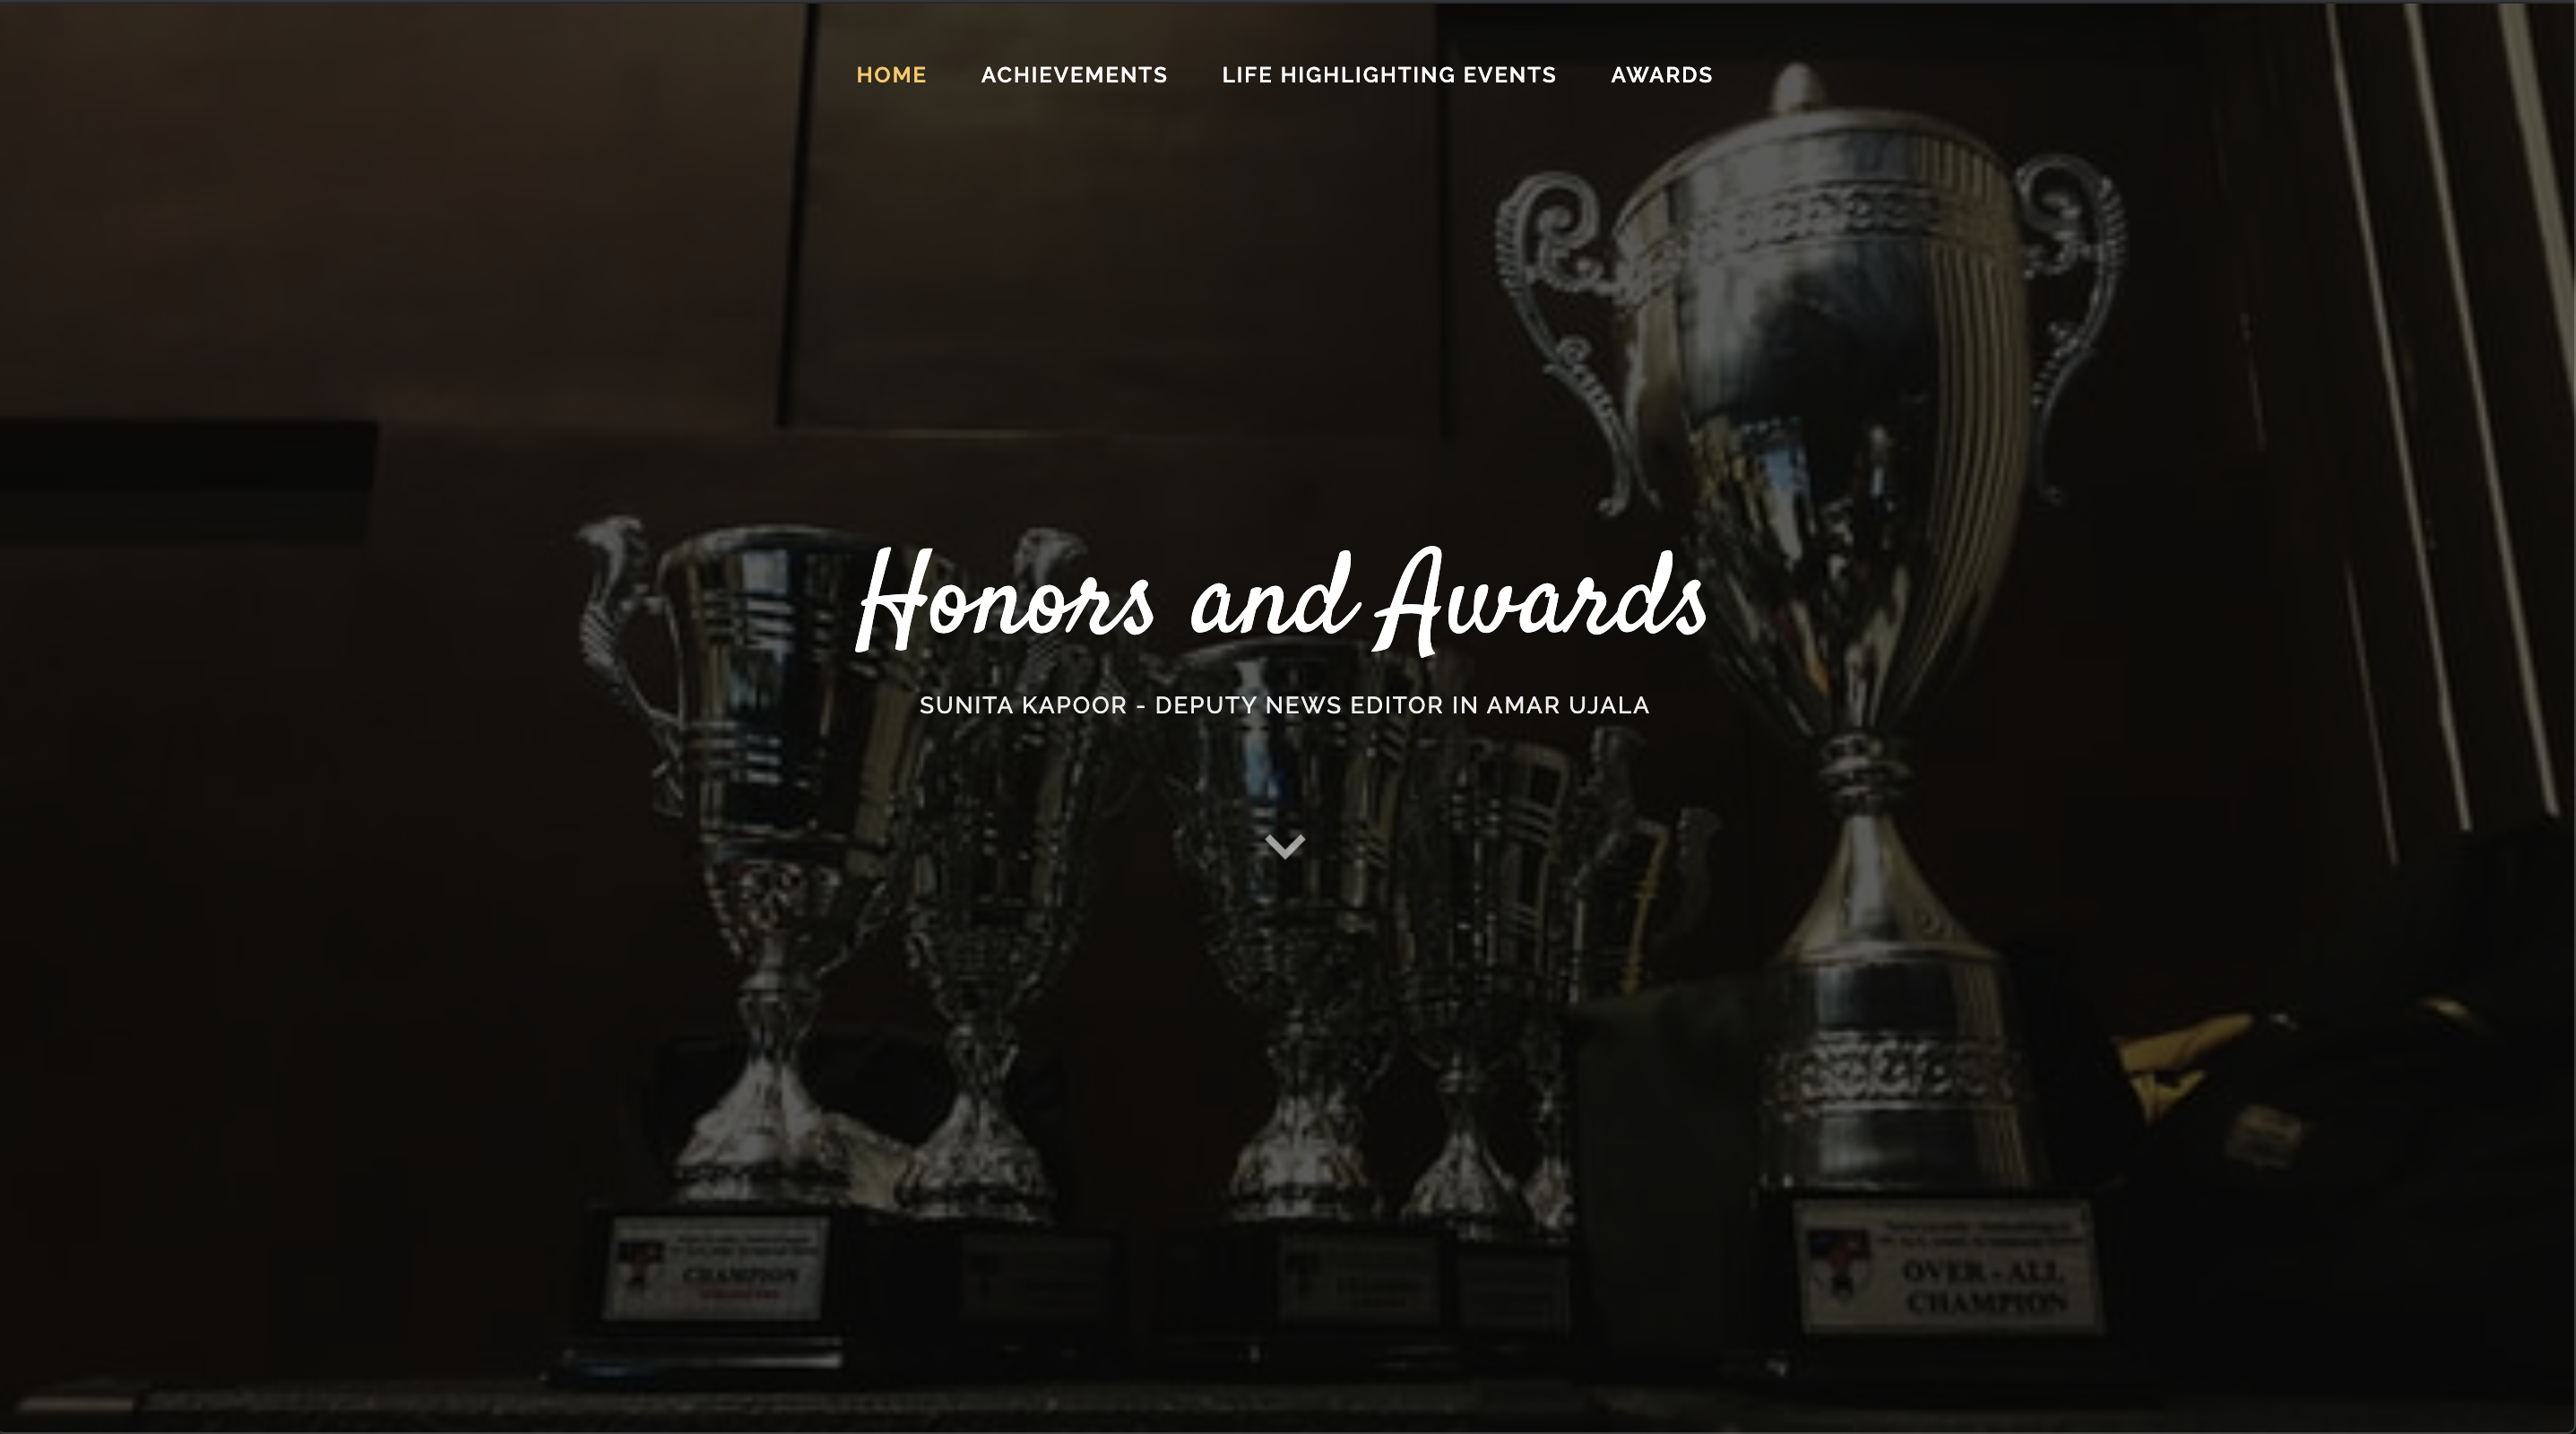 HOME ACHIEVEMENTS LIFE HIGHLIGHTING EVENTS AWARDS
Honors and Awards
SUNITA KAPOOR - DEPUTY NEWS EDITOR IN AMAR UJALA
CHAMPION
OVER - ALL
CHAMPION